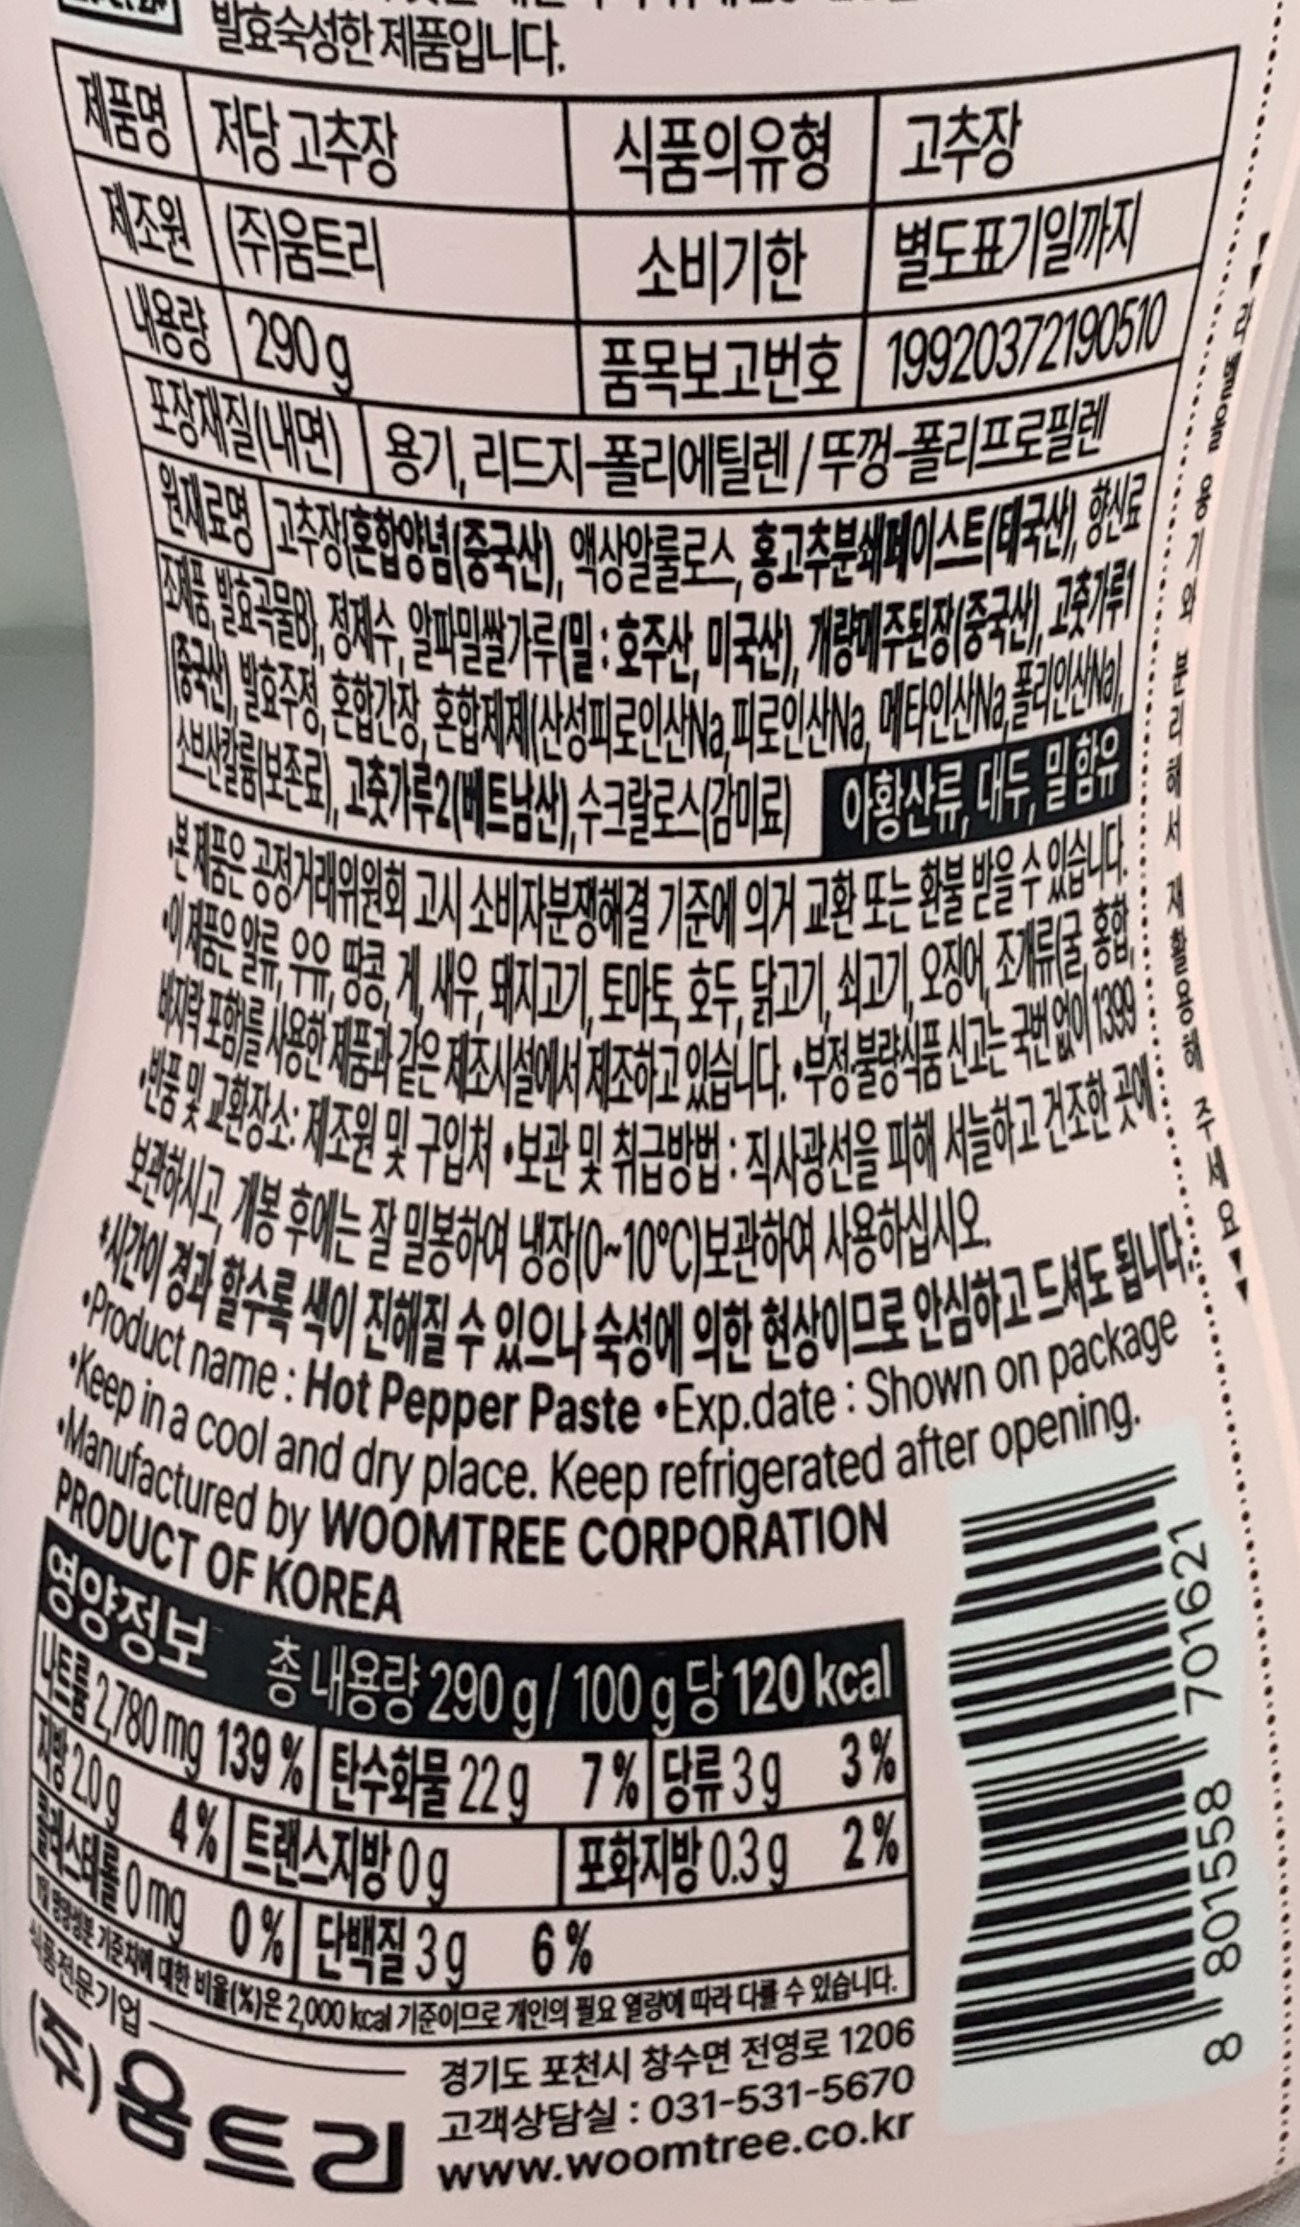 발효숙성한 제품입니다.
제품명 저당 고추장 식품의유형 고추장
제조원 (주)움트리 소비기한 별도표기일까지
내용량 290 g 품목보고번호 19920372190510
포장재질(내면) 용기, 리드지-폴리에틸렌 / 뚜껑-폴리프로필렌
원재료명 고추장{혼합양념(중국산), 액상알룰로스, 홍고추분쇄페이스트(태국산), 향신료
조제품, 발효곡물B}, 정제수, 알파밀쌀가루(밀 : 호주산, 미국산), 개량메주된장(중국산), 고춧가루1
(중국산), 발효주정, 혼합간장, 혼합제제(산성피로인산Na, 피로인산Na, 메타인산Na, 폴리인산Na),
소브산칼륨(보존료), 고춧가루2(베트남산), 수크랄로스(감미료) 아황산류, 대두, 밀 함유
•본 제품은 공정거래위원회 고시 소비자분쟁해결 기준에 의거 교환 또는 환불 받을 수 있습니다.
•이 제품은 알류, 우유, 땅콩, 게, 새우, 돼지고기, 토마토, 호두, 닭고기, 쇠고기, 오징어, 조개류(굴, 홍합,
바지락 포함)를 사용한 제품과 같은 제조시설에서 제조하고 있습니다. •부정·불량식품 신고는 국번 없이 1399
•반품 및 교환장소: 제조원 및 구입처 •보관 및 취급방법 : 직사광선을 피해 서늘하고 건조한 곳에
보관하시고, 개봉 후에는 잘 밀봉하여 냉장(0~10℃)보관하여 사용하십시오.
*시간이 경과 할수록 색이 진해질 수 있으나 숙성에 의한 현상이므로 안심하고 드셔도 됩니다.
•Product name : Hot Pepper Paste •Exp.date : Shown on package
•Keep in a cool and dry place. Keep refrigerated after opening.
•Manufactured by WOOMTREE CORPORATION
PRODUCT OF KOREA
영양정보 총 내용량 290 g / 100 g 당 120 kcal
나트륨 2,780 mg 139 % 탄수화물 22 g 7 % 당류 3 g 3 %
지방 2.0 g 4 % 트랜스지방 0 g 포화지방 0.3 g 2 %
콜레스테롤 0 mg 0 % 단백질 3 g 6 %
1일 영양성분 기준치에 대한 비율(%)은 2,000 kcal 기준이므로 개인의 필요 열량에 따라 다를 수 있습니다.
식품전문기업
(주)움트리
경기도 포천시 창수면 전영로 1206
고객상담실 : 031-531-5670
www.woomtree.co.kr
8 801558 701621
라벨을 용기와 분리해서 재활용해 주세요